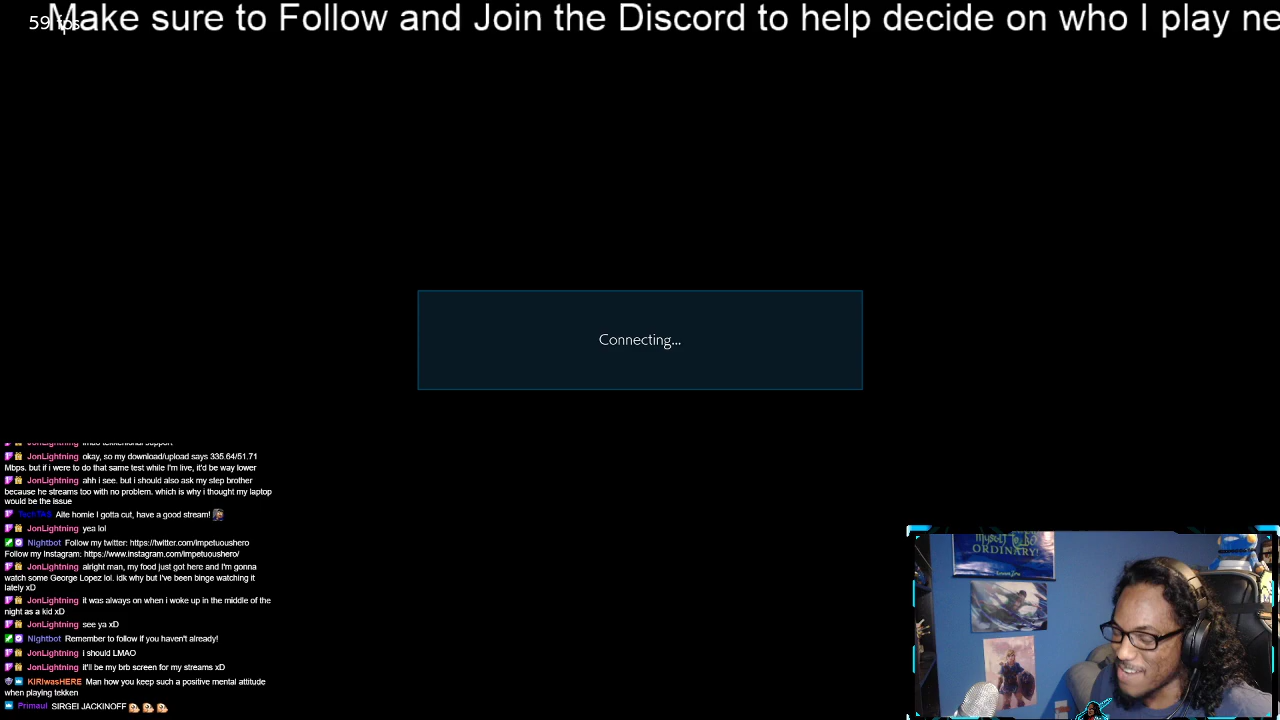 Make sure to Follow and Join the Discord to help decide on who I play ne
59 fps
Connecting...
JonLightning
JonLightning okay, so my download/upload says 335.64/51.71
Mbps. but if i were to do that same test while I'm live, it'd be way lower
JonLightning ahh i see. but i should also ask my step brother
because he streams too with no problem. which is why i thought my laptop
would be the issue
Alte homie I gotta cut, have a good stream!
JonLightning yea lol
Nightbot Follow my twitter: https://twitter.com/impetuoushero
Follow my Instagram: https://www.instagram.com/impetuoushero/
JonLightning alright man, my food just got here and I'm gonna
watch some George Lopez lol. idk why but I've been binge watching it
lately xD
JonLightning it was always on when i woke up in the middle of the
night as a kid xD
JonLightning see ya xD
Nightbot Remember to follow if you haven't already!
JonLightning i should LMAO
JonLightning it'll be my brb screen for my streams xD
KIRIwasHERE Man how you keep such a positive mental attitude
when playing tekken
Primaul SIRGEI JACKINOFF
myself to be
ORDINARY!